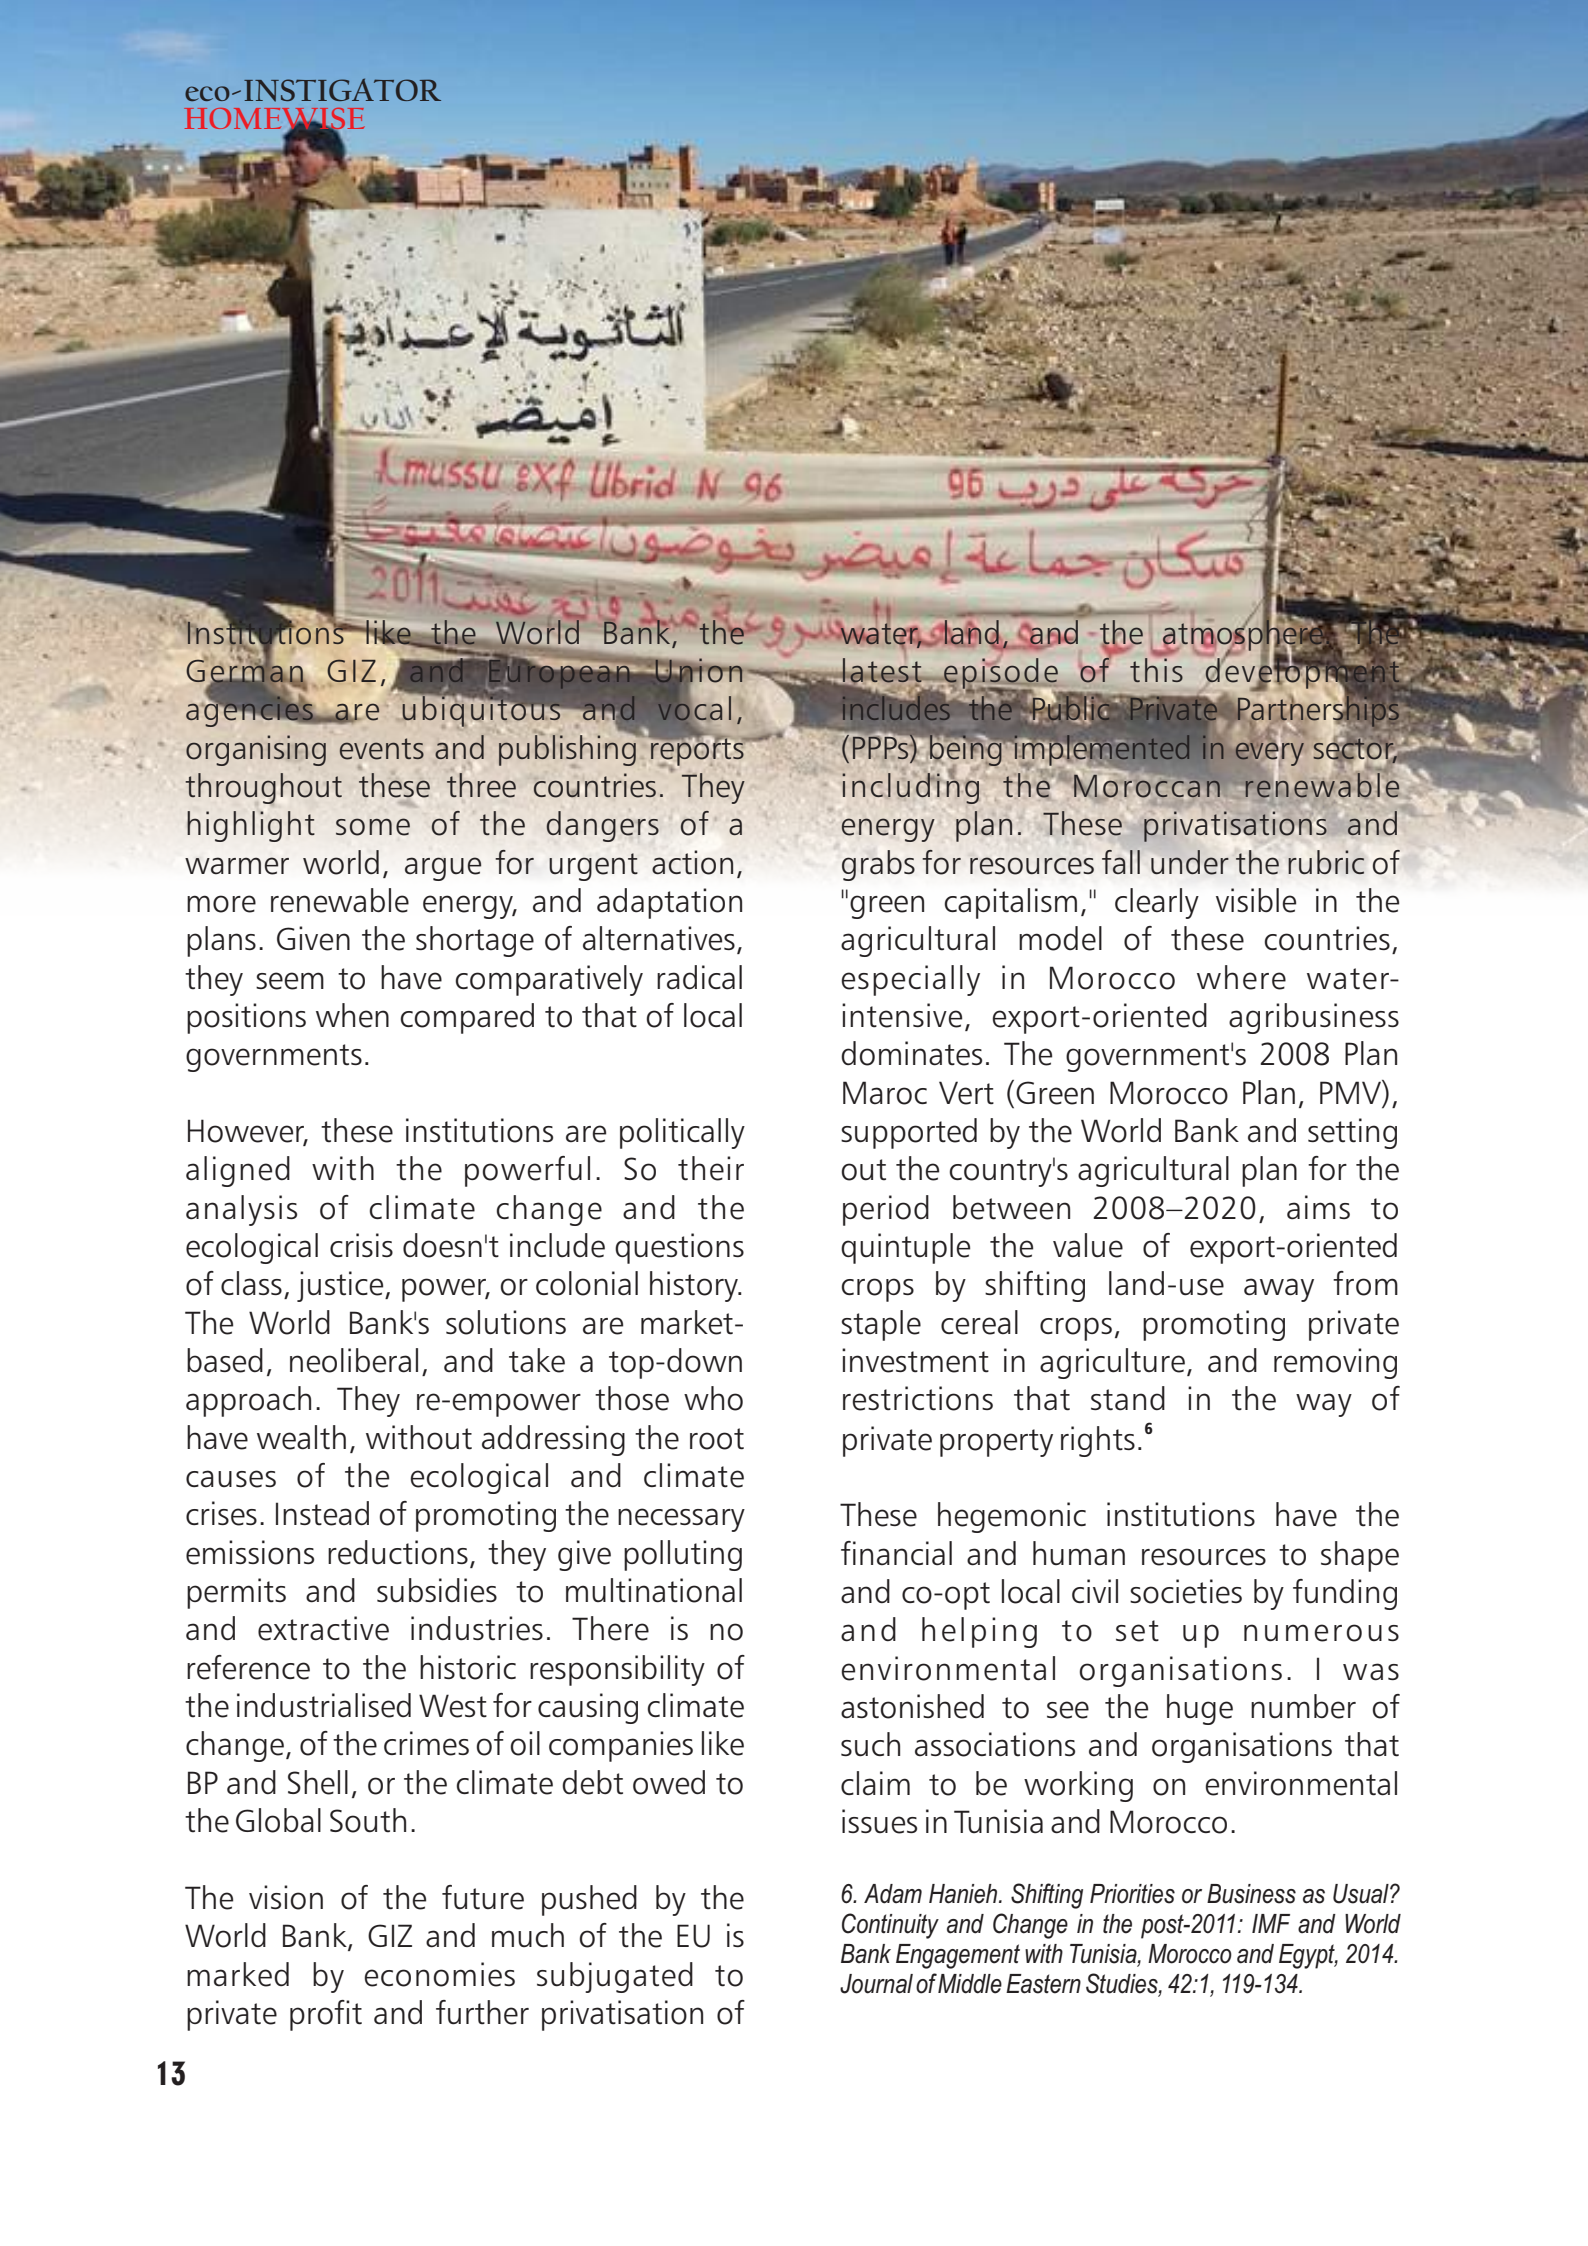 eco-INSTIGATOR
HOMEWISE
الثانوية الإعدادية
إميضر
Amussu ⵅⴼ Ubrid N 96
حركة على درب 96
سكان جماعة إميضر يخوضون اعتصاما مفتوحا
دفاعا عن حقوقهم المشروعة منذ فاتح غشت 2011
Institutions like the World Bank, the
German GIZ, and European Union
agencies are ubiquitous and vocal,
organising events and publishing reports
throughout these three countries. They
highlight some of the dangers of a
warmer world, argue for urgent action,
more renewable energy, and adaptation
plans. Given the shortage of alternatives,
they seem to have comparatively radical
positions when compared to that of local
governments.
However, these institutions are politically
aligned with the powerful. So their
analysis of climate change and the
ecological crisis doesn't include questions
of class, justice, power, or colonial history.
The World Bank's solutions are market-
based, neoliberal, and take a top-down
approach. They re-empower those who
have wealth, without addressing the root
causes of the ecological and climate
crises. Instead of promoting the necessary
emissions reductions, they give polluting
permits and subsidies to multinational
and extractive industries. There is no
reference to the historic responsibility of
the industrialised West for causing climate
change, of the crimes of oil companies like
BP and Shell, or the climate debt owed to
the Global South.
The vision of the future pushed by the
World Bank, GIZ and much of the EU is
marked by economies subjugated to
private profit and further privatisation of
water, land, and the atmosphere. The
latest episode of this development
includes the Public Private Partnerships
(PPPs) being implemented in every sector,
including the Moroccan renewable
energy plan. These privatisations and
grabs for resources fall under the rubric of
"green capitalism," clearly visible in the
agricultural model of these countries,
especially in Morocco where water-
intensive, export-oriented agribusiness
dominates. The government's 2008 Plan
Maroc Vert (Green Morocco Plan, PMV),
supported by the World Bank and setting
out the country's agricultural plan for the
period between 2008–2020, aims to
quintuple the value of export-oriented
crops by shifting land-use away from
staple cereal crops, promoting private
investment in agriculture, and removing
restrictions that stand in the way of
private property rights.6
These hegemonic institutions have the
financial and human resources to shape
and co-opt local civil societies by funding
and helping to set up numerous
environmental organisations. I was
astonished to see the huge number of
such associations and organisations that
claim to be working on environmental
issues in Tunisia and Morocco.
6. Adam Hanieh. Shifting Priorities or Business as Usual?
Continuity and Change in the post-2011: IMF and World
Bank Engagement with Tunisia, Morocco and Egypt, 2014.
Journal of Middle Eastern Studies, 42:1, 119-134.
13